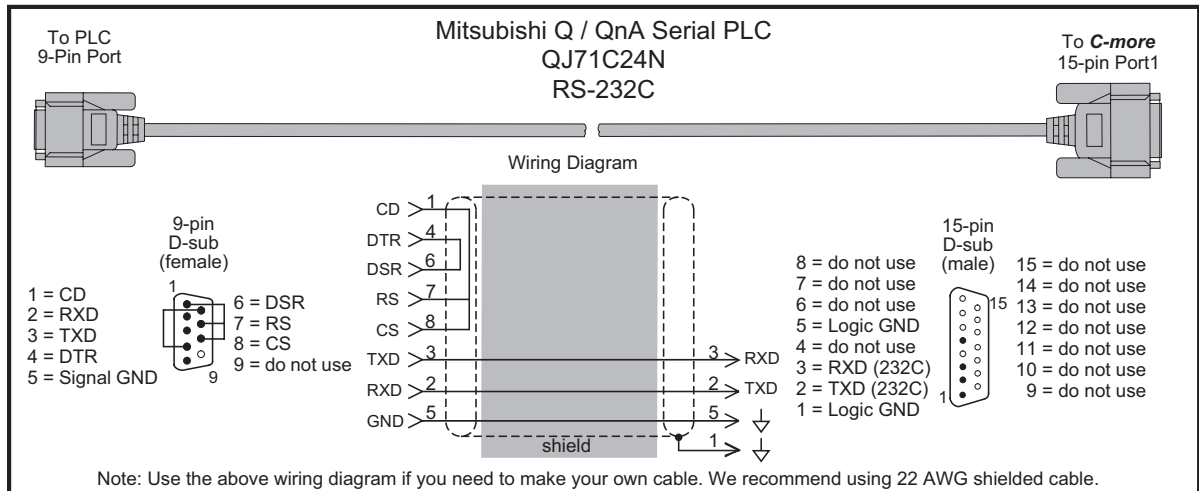 To PLC
9-Pin Port
Mitsubishi Q / QnA Serial PLC
QJ71C24N
RS-232C
To C-more
15-pin Port1
Wiring Diagram
9-pin
D-sub
(female)
1
9
1 = CD
2 = RXD
3 = TXD
4 = DTR
5 = Signal GND
6 = DSR
7 = RS
8 = CS
9 = do not use
CD 1
DTR 4
DSR 6
RS 7
CS 8
TXD 3 3 RXD
RXD 2 2 TXD
GND 5 5
shield 1
8 = do not use
7 = do not use
6 = do not use
5 = Logic GND
4 = do not use
3 = RXD (232C)
2 = TXD (232C)
1 = Logic GND
15-pin
D-sub
(male)
15
1
15 = do not use
14 = do not use
13 = do not use
12 = do not use
11 = do not use
10 = do not use
9 = do not use
Note: Use the above wiring diagram if you need to make your own cable. We recommend using 22 AWG shielded cable.